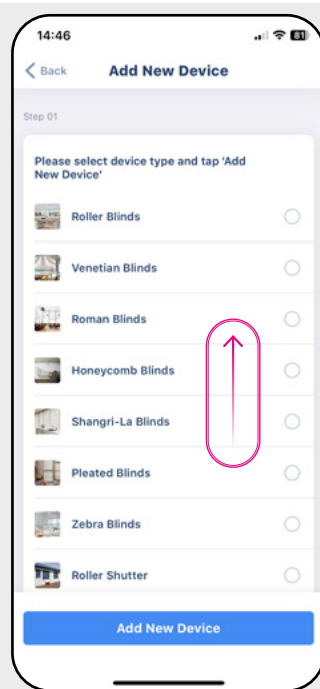 14:46
81
Back Add New Device
Step 01
Please select device type and tap 'Add
New Device'
Roller Blinds
Venetian Blinds
Roman Blinds
Honeycomb Blinds
Shangri-La Blinds
Pleated Blinds
Zebra Blinds
Roller Shutter
Add New Device